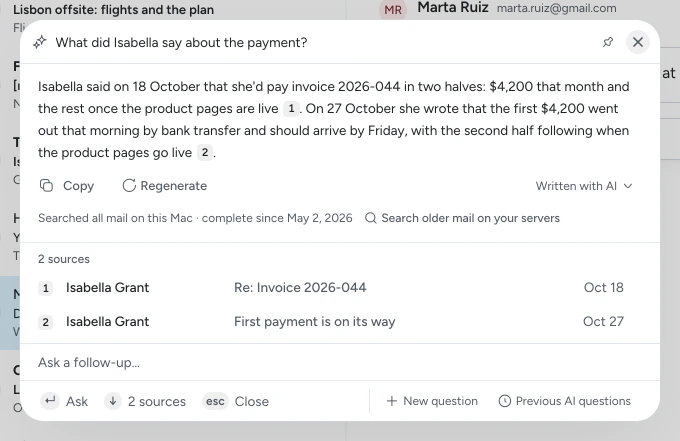 Lisbon offsite: flights and the plan
MR Marta Ruiz marta.ruiz@gmail.com
What did Isabella say about the payment?
at
Isabella said on 18 October that she'd pay invoice 2026-044 in two halves: $4,200 that month and
the rest once the product pages are live 1. On 27 October she wrote that the first $4,200 went
out that morning by bank transfer and should arrive by Friday, with the second half following when
the product pages go live 2.
Copy Regenerate Written with AI
Searched all mail on this Mac · complete since May 2, 2026 Search older mail on your servers
2 sources
1 Isabella Grant Re: Invoice 2026-044 Oct 18
2 Isabella Grant First payment is on its way Oct 27
Ask a follow-up...
Ask 2 sources esc Close New question Previous AI questions